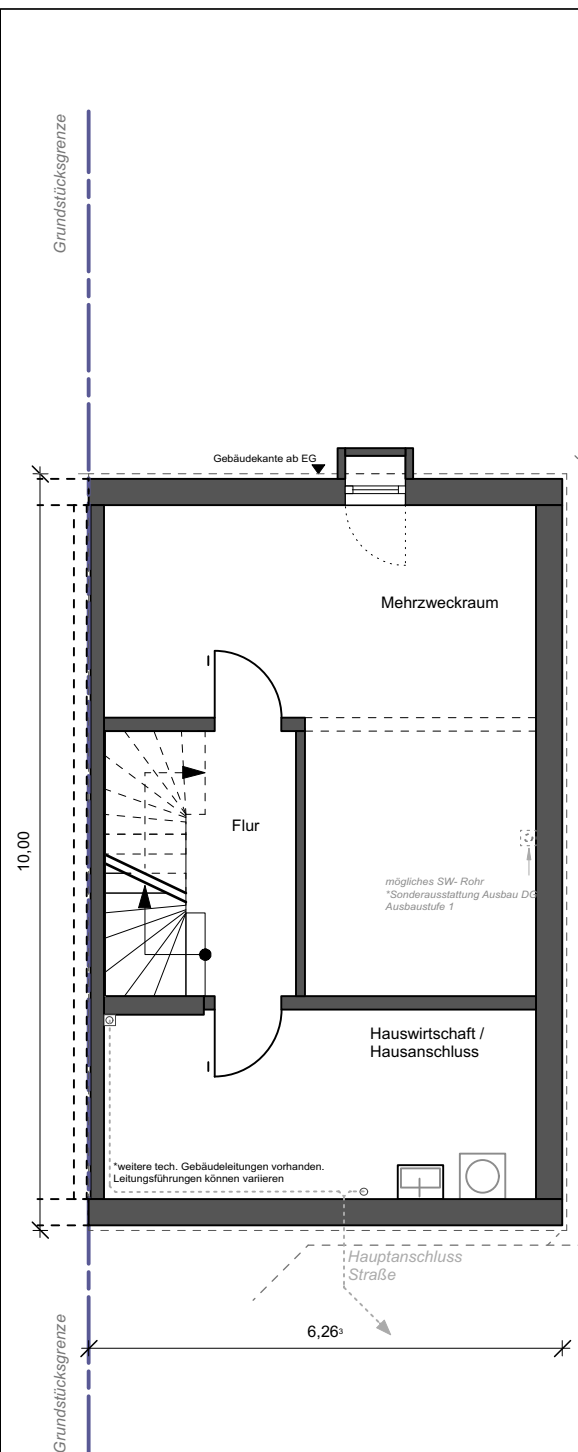 Grundstücksgrenze
Gebäudekante ab EG
Mehrzweckraum
Flur
10,00
mögliches SW- Rohr
*Sonderausstattung Ausbau DG
Ausbaustufe 1
Hauswirtschaft /
Hausanschluss
*weitere tech. Gebäudeleitungen vorhanden.
Leitungsführungen können variieren
Hauptanschluss
Straße
6,26³
Grundstücksgrenze